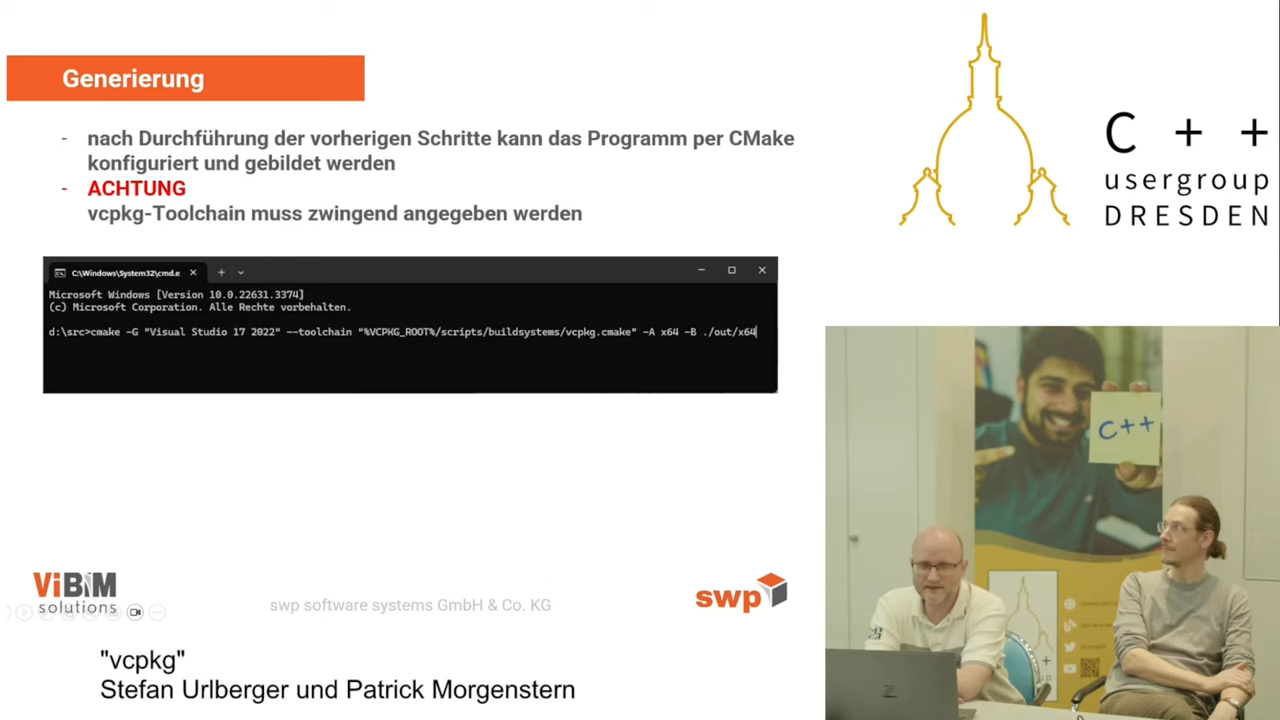 Generierung
- nach Durchführung der vorherigen Schritte kann das Programm per CMake
konfiguriert und gebildet werden
- ACHTUNG
vcpkg-Toolchain muss zwingend angegeben werden
C:\Windows\System32\cmd.e
Microsoft Windows [Version 10.0.22631.3374]
(c) Microsoft Corporation. Alle Rechte vorbehalten.
d:\src>cmake -G "Visual Studio 17 2022" --toolchain "%VCPKG_ROOT%/scripts/buildsystems/vcpkg.cmake" -A x64 -B ./out/x64
ViBiM
solutions
swp software systems GmbH & Co. KG
swp
"vcpkg"
Stefan Urlberger und Patrick Morgenstern
C + +
usergroup
DRESDEN
C++